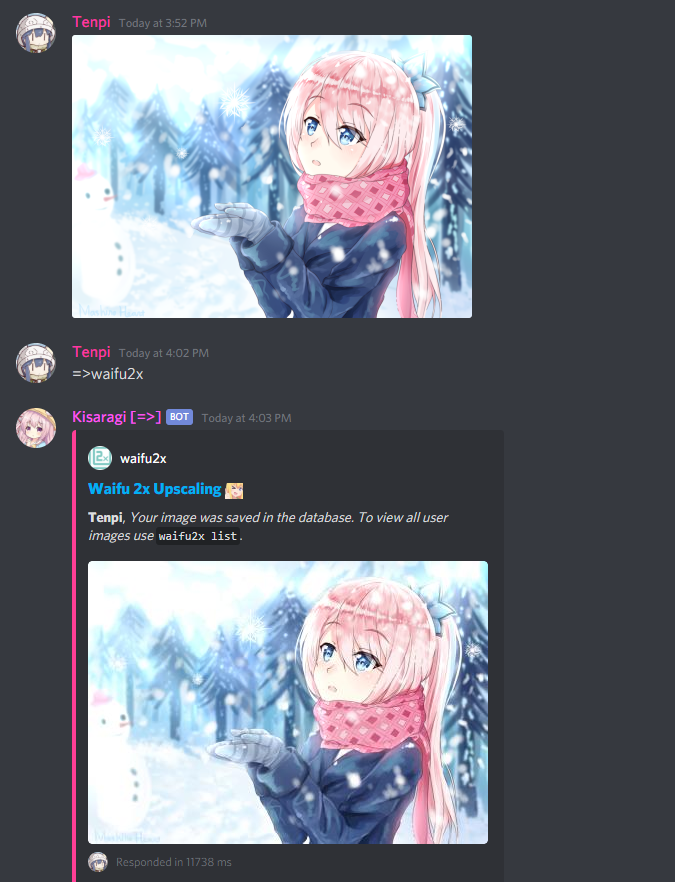 Tenpi Today at 3:52 PM
Tenpi Today at 4:02 PM
=>waifu2x
Kisaragi [=>] BOT Today at 4:03 PM
2x waifu2x
Waifu 2x Upscaling
Tenpi, Your image was saved in the database. To view all user
images use waifu2x list.
Responded in 11738 ms